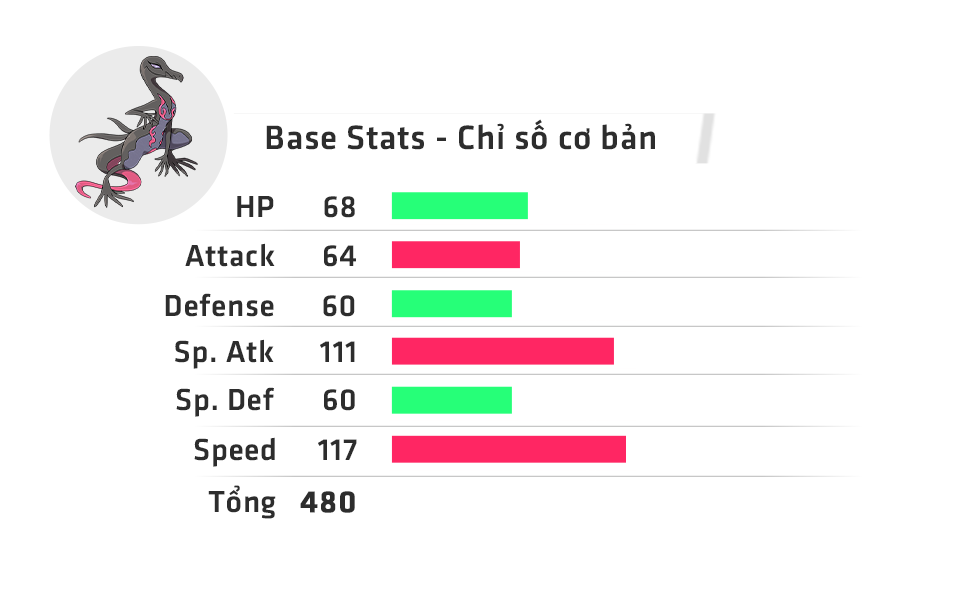 Base Stats - Chỉ số cơ bản
HP 68
Attack 64
Defense 60
Sp. Atk 111
Sp. Def 60
Speed 117
Tổng 480